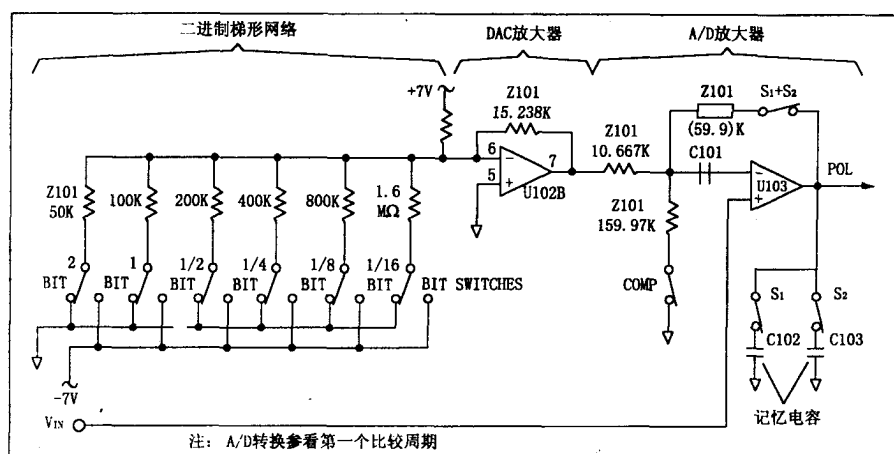 二进制梯形网络
DAC放大器
A/D放大器
+7V
Z101
15.238K
Z101
(59.9)K
S₁+S₂
Z101
10.667K
C101
POL
6
7
5
U102B
U103
Z101
50K
100K
200K
400K
800K
1.6
MΩ
Z101
159.97K
2
1
1/2
1/4
1/8
1/16
BIT
BIT
BIT
BIT
BIT
BIT
BIT SWITCHES
COMP
S₁
S₂
C102
C103
-7V
记忆电容
VIN
注: A/D转换参看第一个比较周期